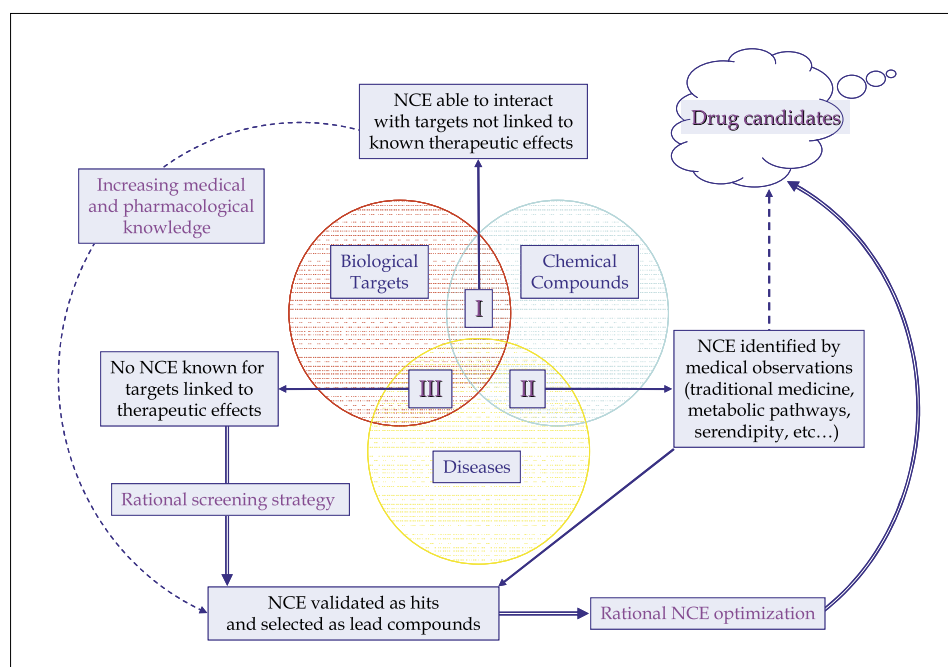 NCE able to interact
with targets not linked to
known therapeutic effects
Drug candidates
Increasing medical
and pharmacological
knowledge
Biological
Targets
Chemical
Compounds
I
NCE identified by
medical observations
(traditional medicine,
metabolic pathways,
serendipity, etc…)
No NCE known for
targets linked to
therapeutic effects
III
II
Diseases
Rational screening strategy
NCE validated as hits
and selected as lead compounds
Rational NCE optimization